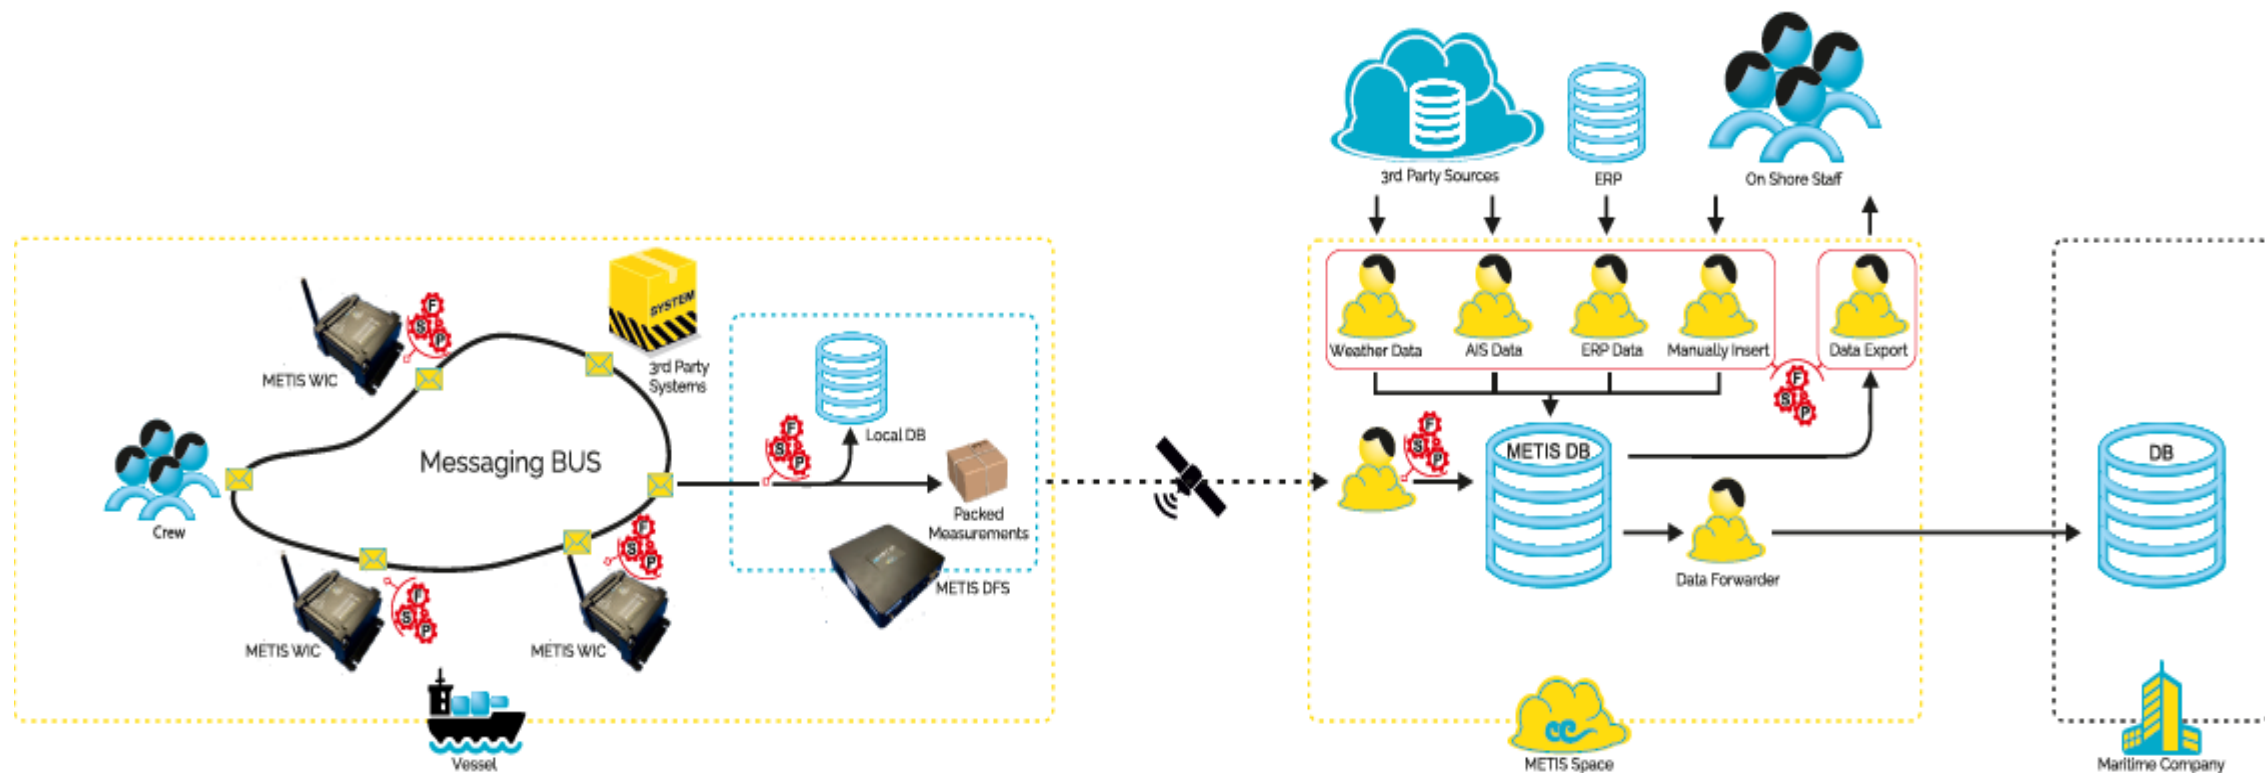 3rd Party Sources
ERP
On Shore Staff
SYSTEM
Weather Data
AIS Data
ERP Data
Manually Insert
Data Export
F
S
P
METIS WIC
3rd Party
Systems
F
S
P
F
S
P
Local DB
F
S
P
F
S
P
METIS DB
DB
Messaging BUS
Crew
Packed
Measurements
F
S
P
Data Forwarder
METIS DFS
F
S
P
METIS WIC
METIS WIC
Vessel
METIS Space
Maritime Company